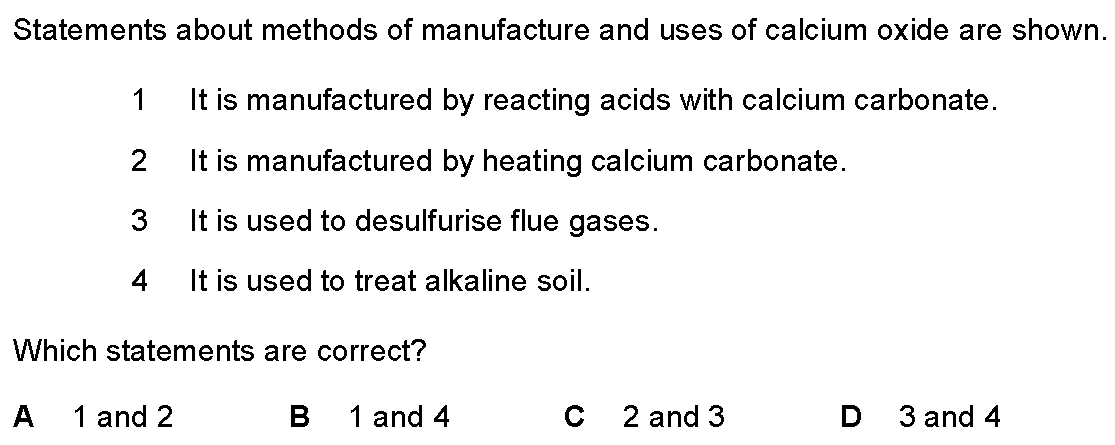 Statements about methods of manufacture and uses of calcium oxide are shown.
1 It is manufactured by reacting acids with calcium carbonate.
2 It is manufactured by heating calcium carbonate.
3 It is used to desulfurise flue gases.
4 It is used to treat alkaline soil.
Which statements are correct?
A 1 and 2 B 1 and 4 C 2 and 3 D 3 and 4